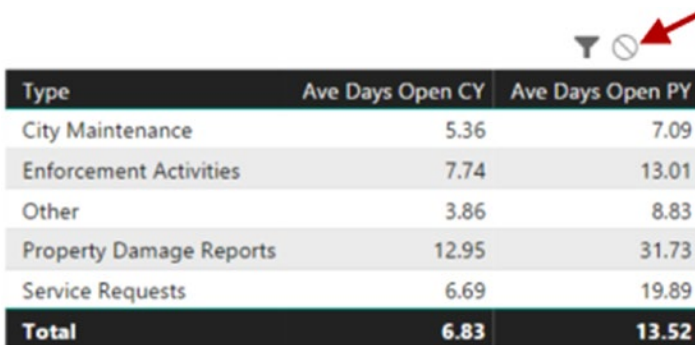 Type Ave Days Open CY Ave Days Open PY
City Maintenance 5.36 7.09
Enforcement Activities 7.74 13.01
Other 3.86 8.83
Property Damage Reports 12.95 31.73
Service Requests 6.69 19.89
Total 6.83 13.52